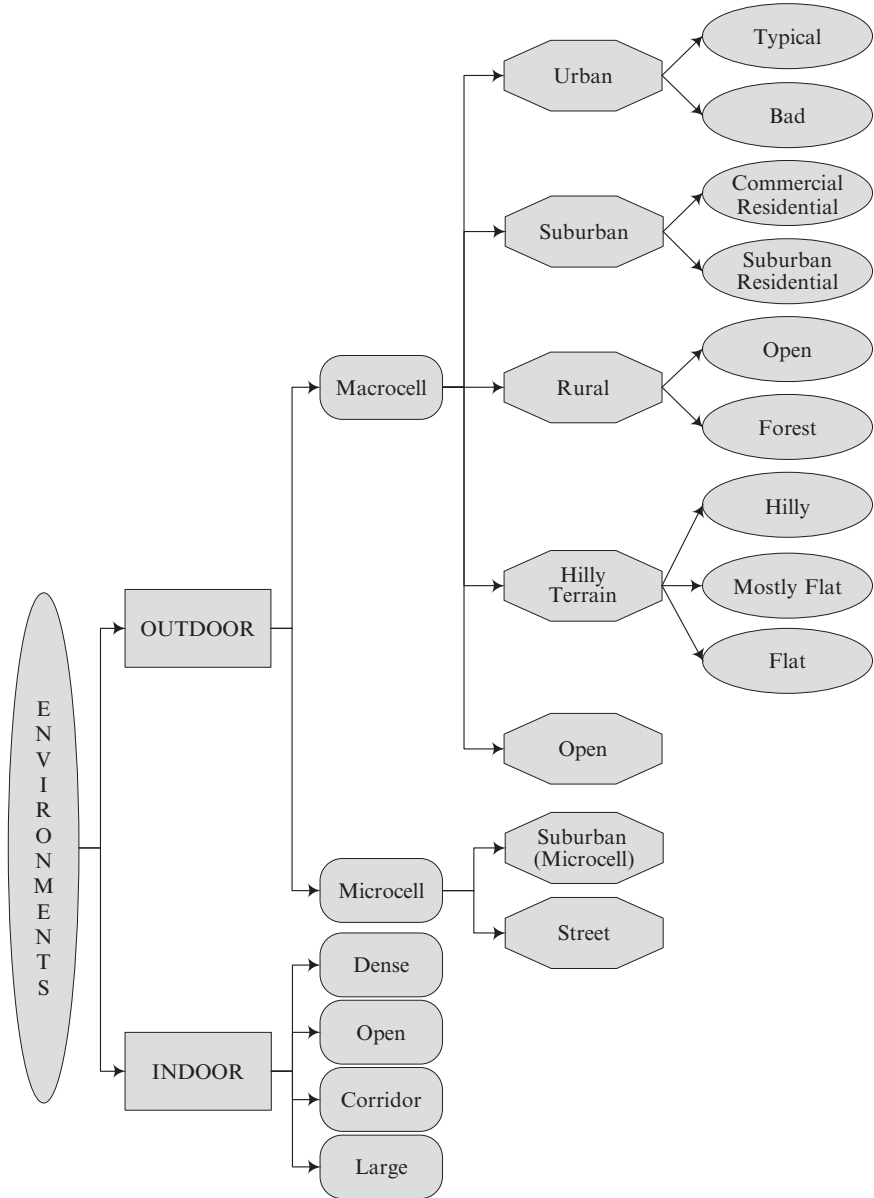 ENVIRONMENTS
OUTDOOR
Macrocell
Urban
Typical
Bad
Suburban
Commercial
Residential
Suburban
Residential
Rural
Open
Forest
Hilly
Terrain
Hilly
Mostly Flat
Flat
Open
Microcell
Suburban
(Microcell)
Street
INDOOR
Dense
Open
Corridor
Large